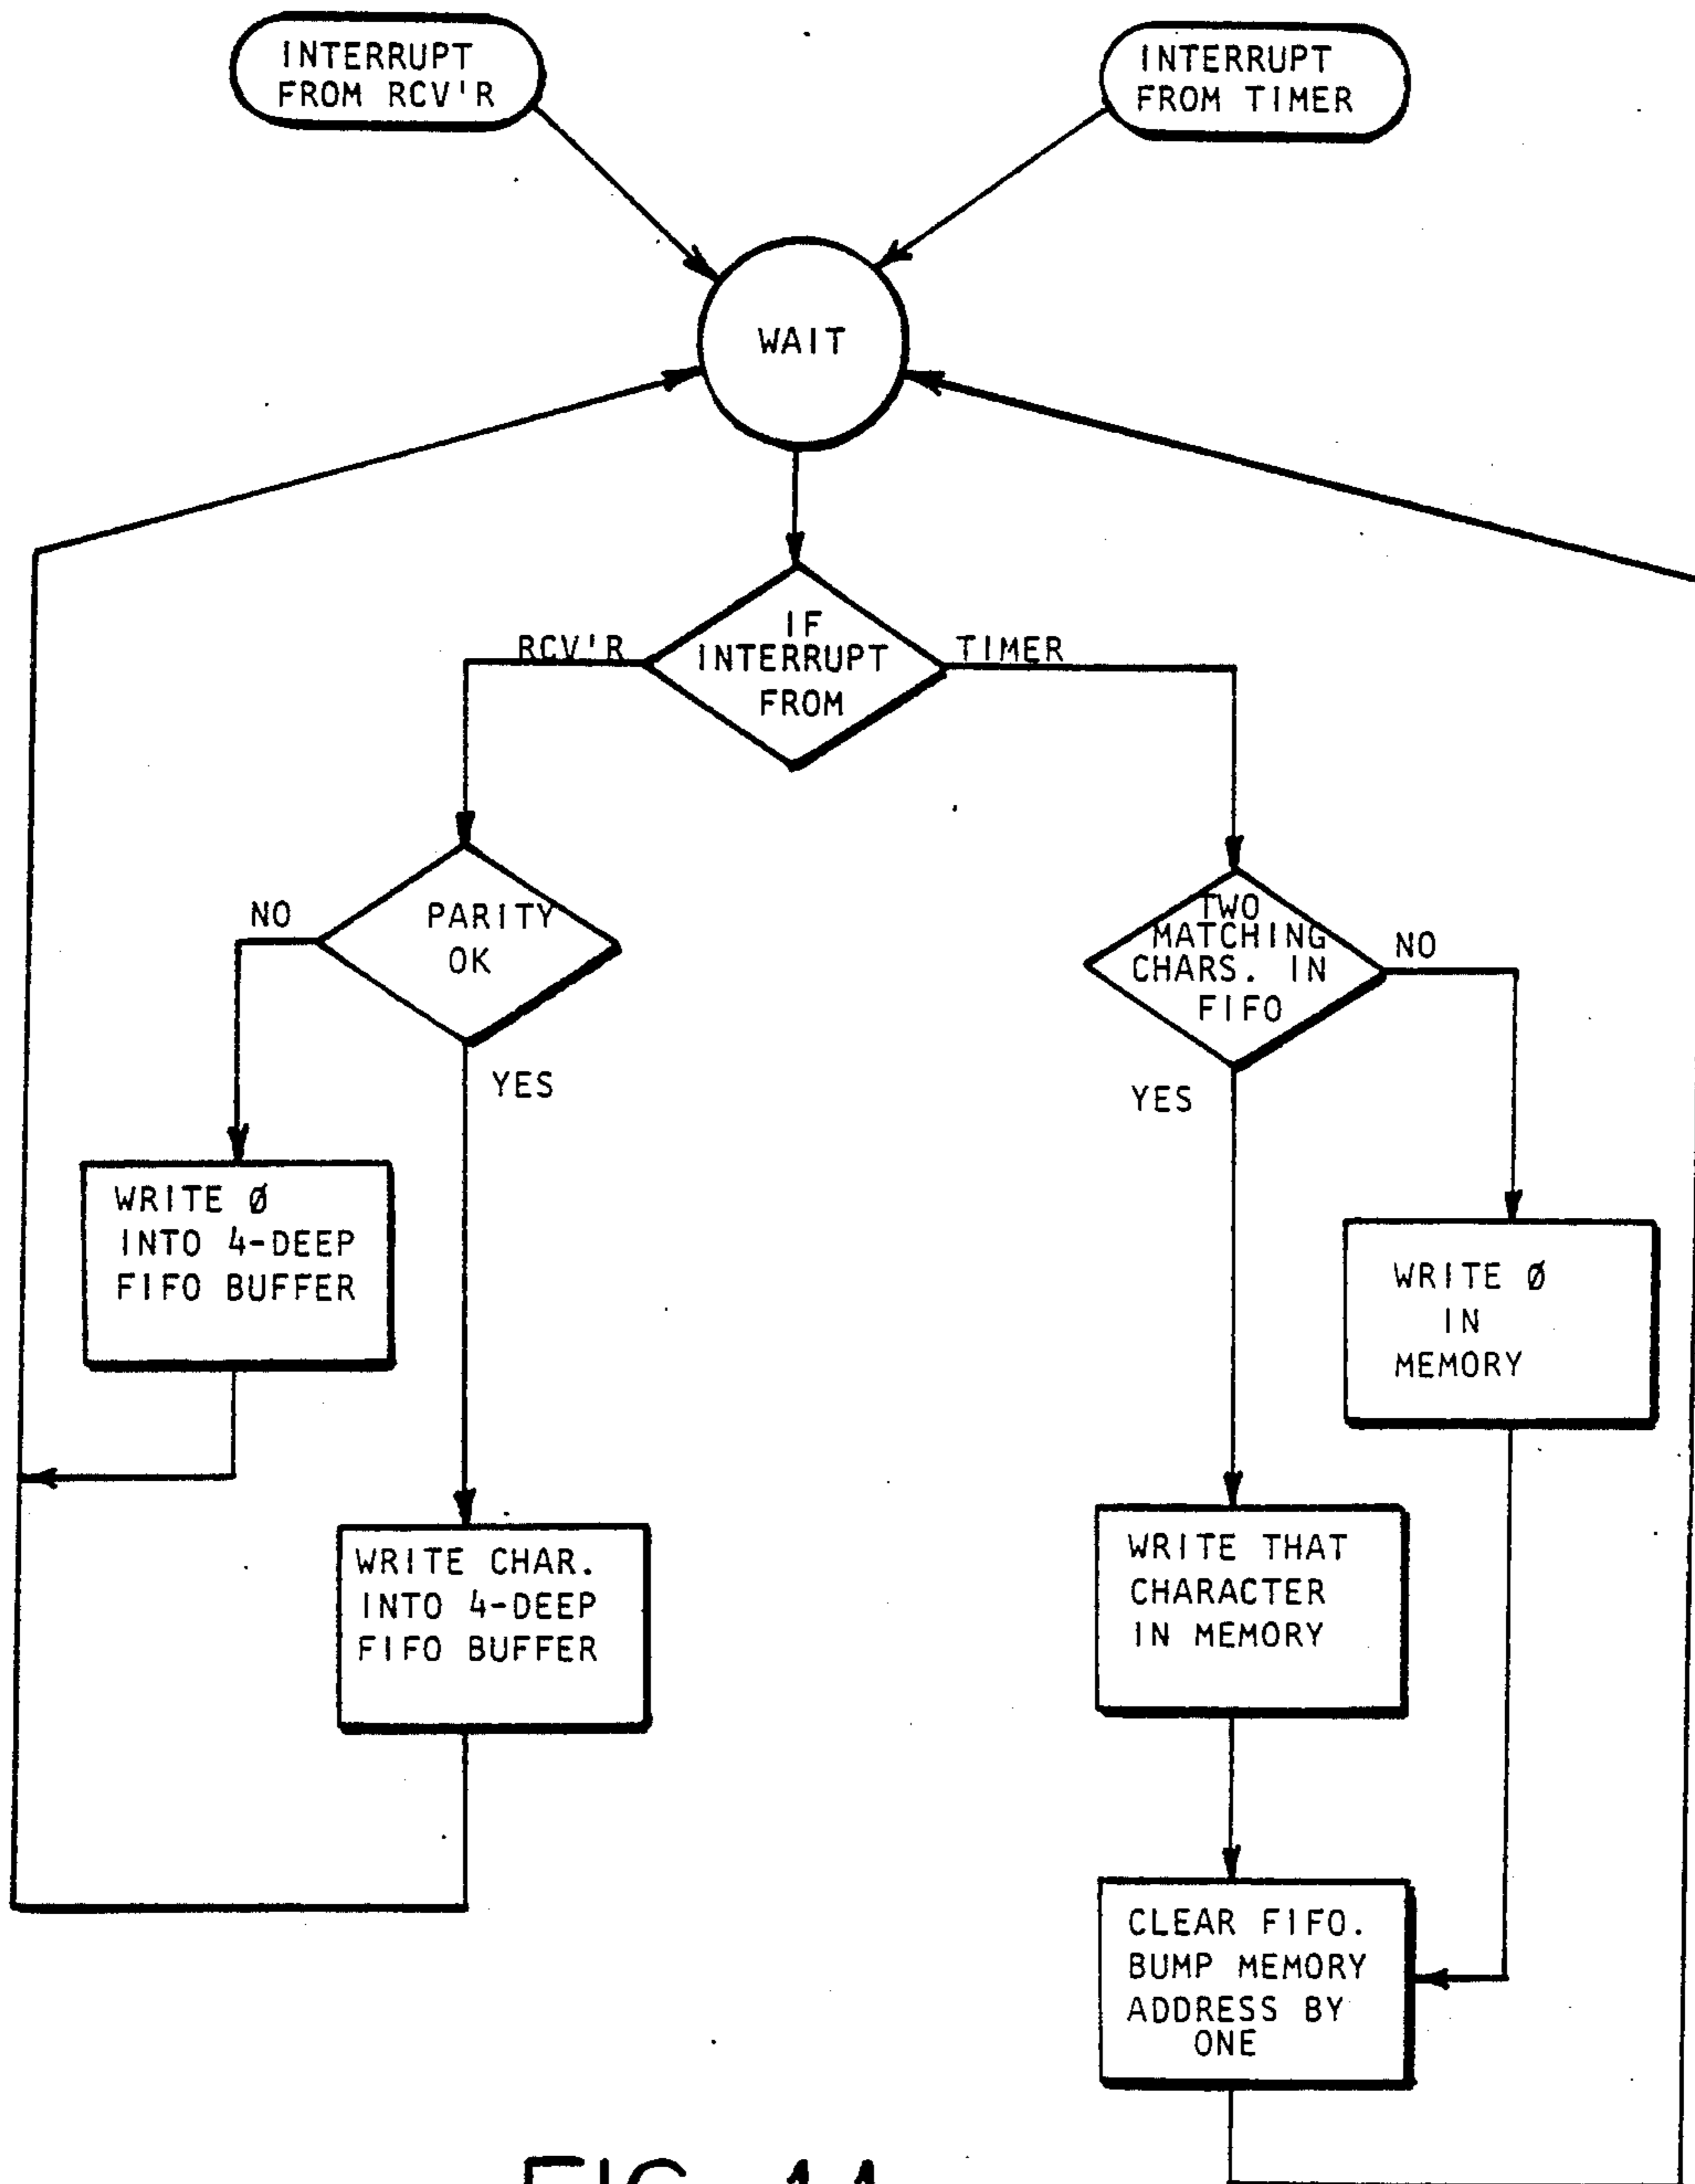 INTERRUPT
FROM RCV'R
INTERRUPT
FROM TIMER
WAIT
IF
INTERRUPT
FROM
RCV'R
TIMER
PARITY
OK
NO
YES
TWO
MATCHING
CHARS. IN
FIFO
NO
YES
WRITE Ø
INTO 4-DEEP
FIFO BUFFER
WRITE Ø
IN
MEMORY
WRITE CHAR.
INTO 4-DEEP
FIFO BUFFER
WRITE THAT
CHARACTER
IN MEMORY
CLEAR FIFO.
BUMP MEMORY
ADDRESS BY
ONE